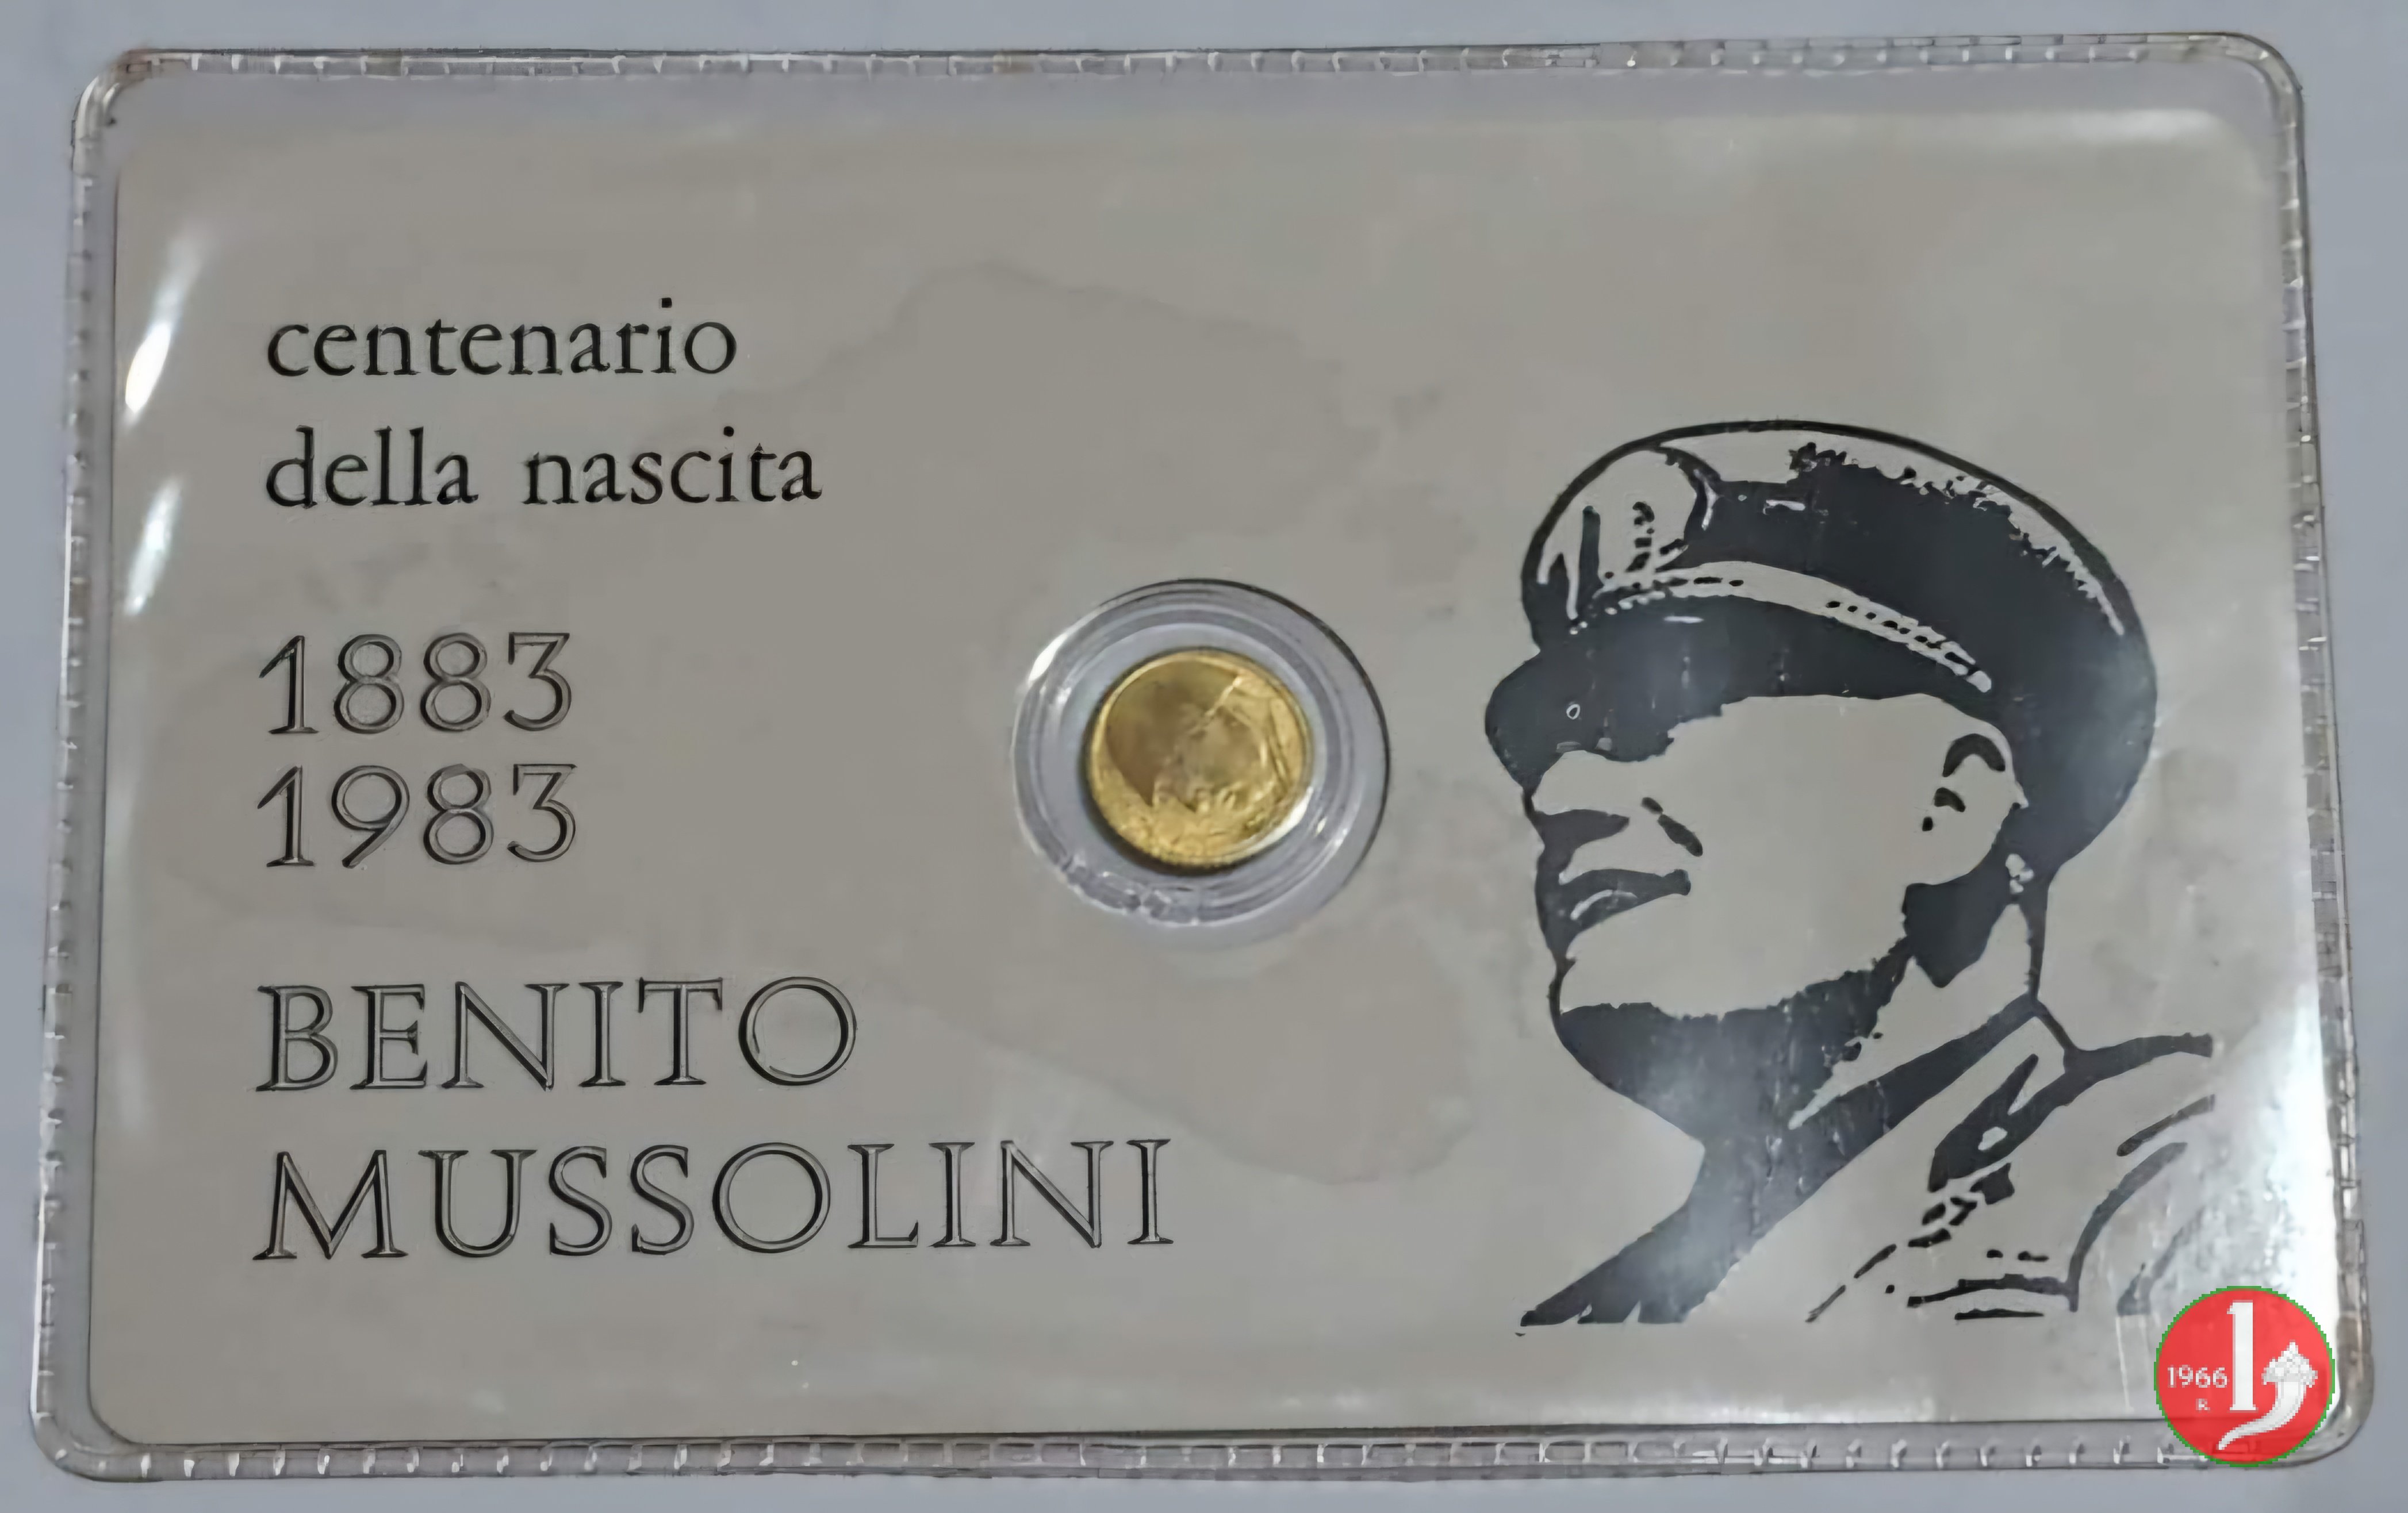 centenario
della nascita
1883
1983
BENITO
MUSSOLINI
1966
R